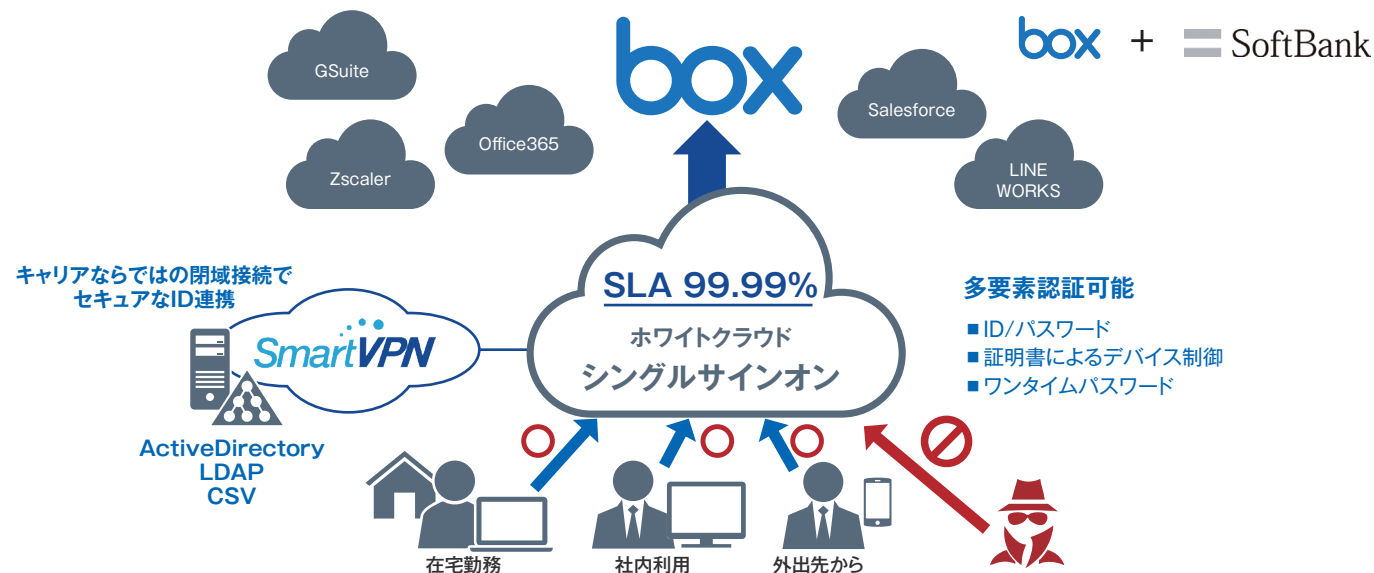 box + SoftBank
GSuite
box
Salesforce
Office365
Zscaler
LINE
WORKS
キャリアならではの閉域接続で
セキュアなID連携
SmartVPN
ActiveDirectory
LDAP
CSV
SLA 99.99%
ホワイトクラウド
シングルサインオン
多要素認証可能
■ID/パスワード
■証明書によるデバイス制御
■ワンタイムパスワード
在宅勤務
社内利用
外出先から